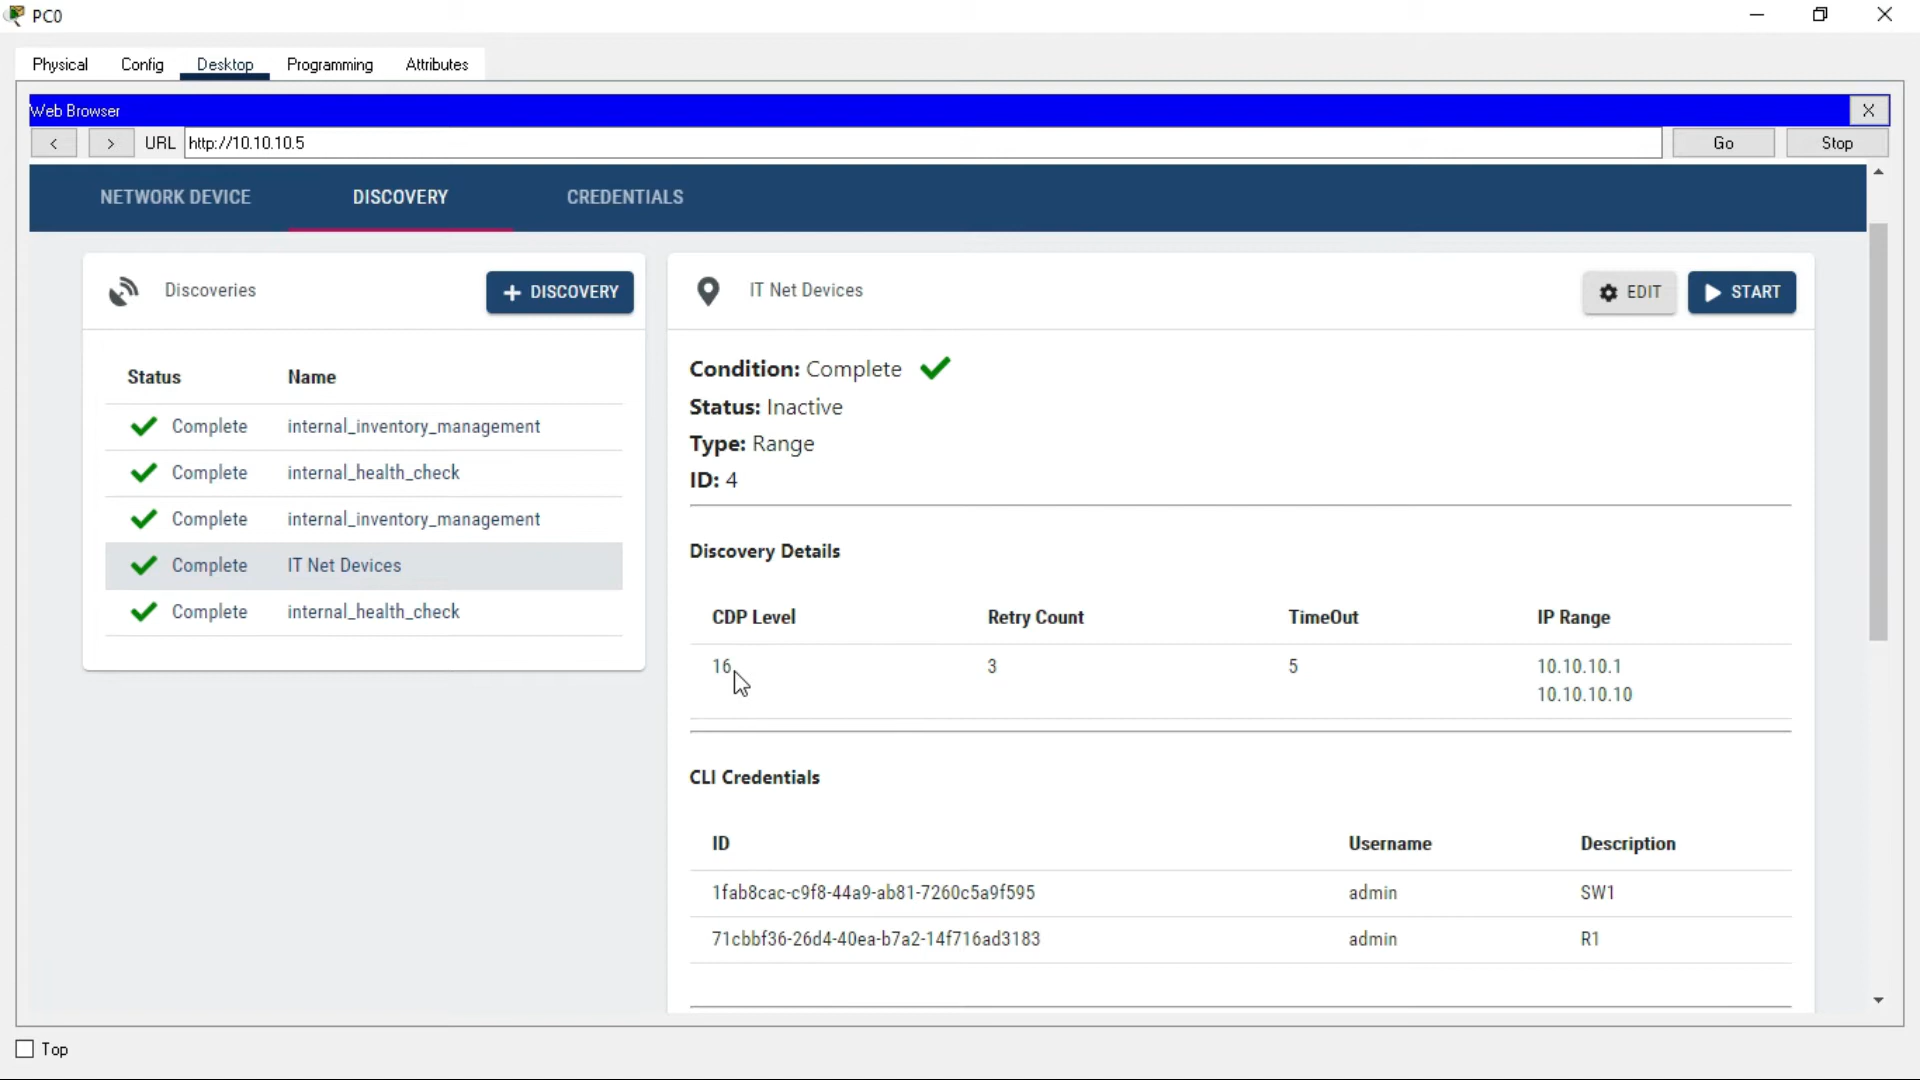 PC0
Physical Config Desktop Programming Attributes
Web Browser
X
< > URL http://10.10.10.5 Go Stop
NETWORK DEVICE DISCOVERY CREDENTIALS
Discoveries + DISCOVERY
Status Name
Complete internal_inventory_management
Complete internal_health_check
Complete internal_inventory_management
Complete IT Net Devices
Complete internal_health_check
IT Net Devices EDIT START
Condition: Complete
Status: Inactive
Type: Range
ID: 4
Discovery Details
CDP Level Retry Count TimeOut IP Range
16 3 5 10.10.10.1
10.10.10.10
CLI Credentials
ID Username Description
1fab8cac-c9f8-44a9-ab81-7260c5a9f595 admin SW1
71cbbf36-26d4-40ea-b7a2-14f716ad3183 admin R1
Top